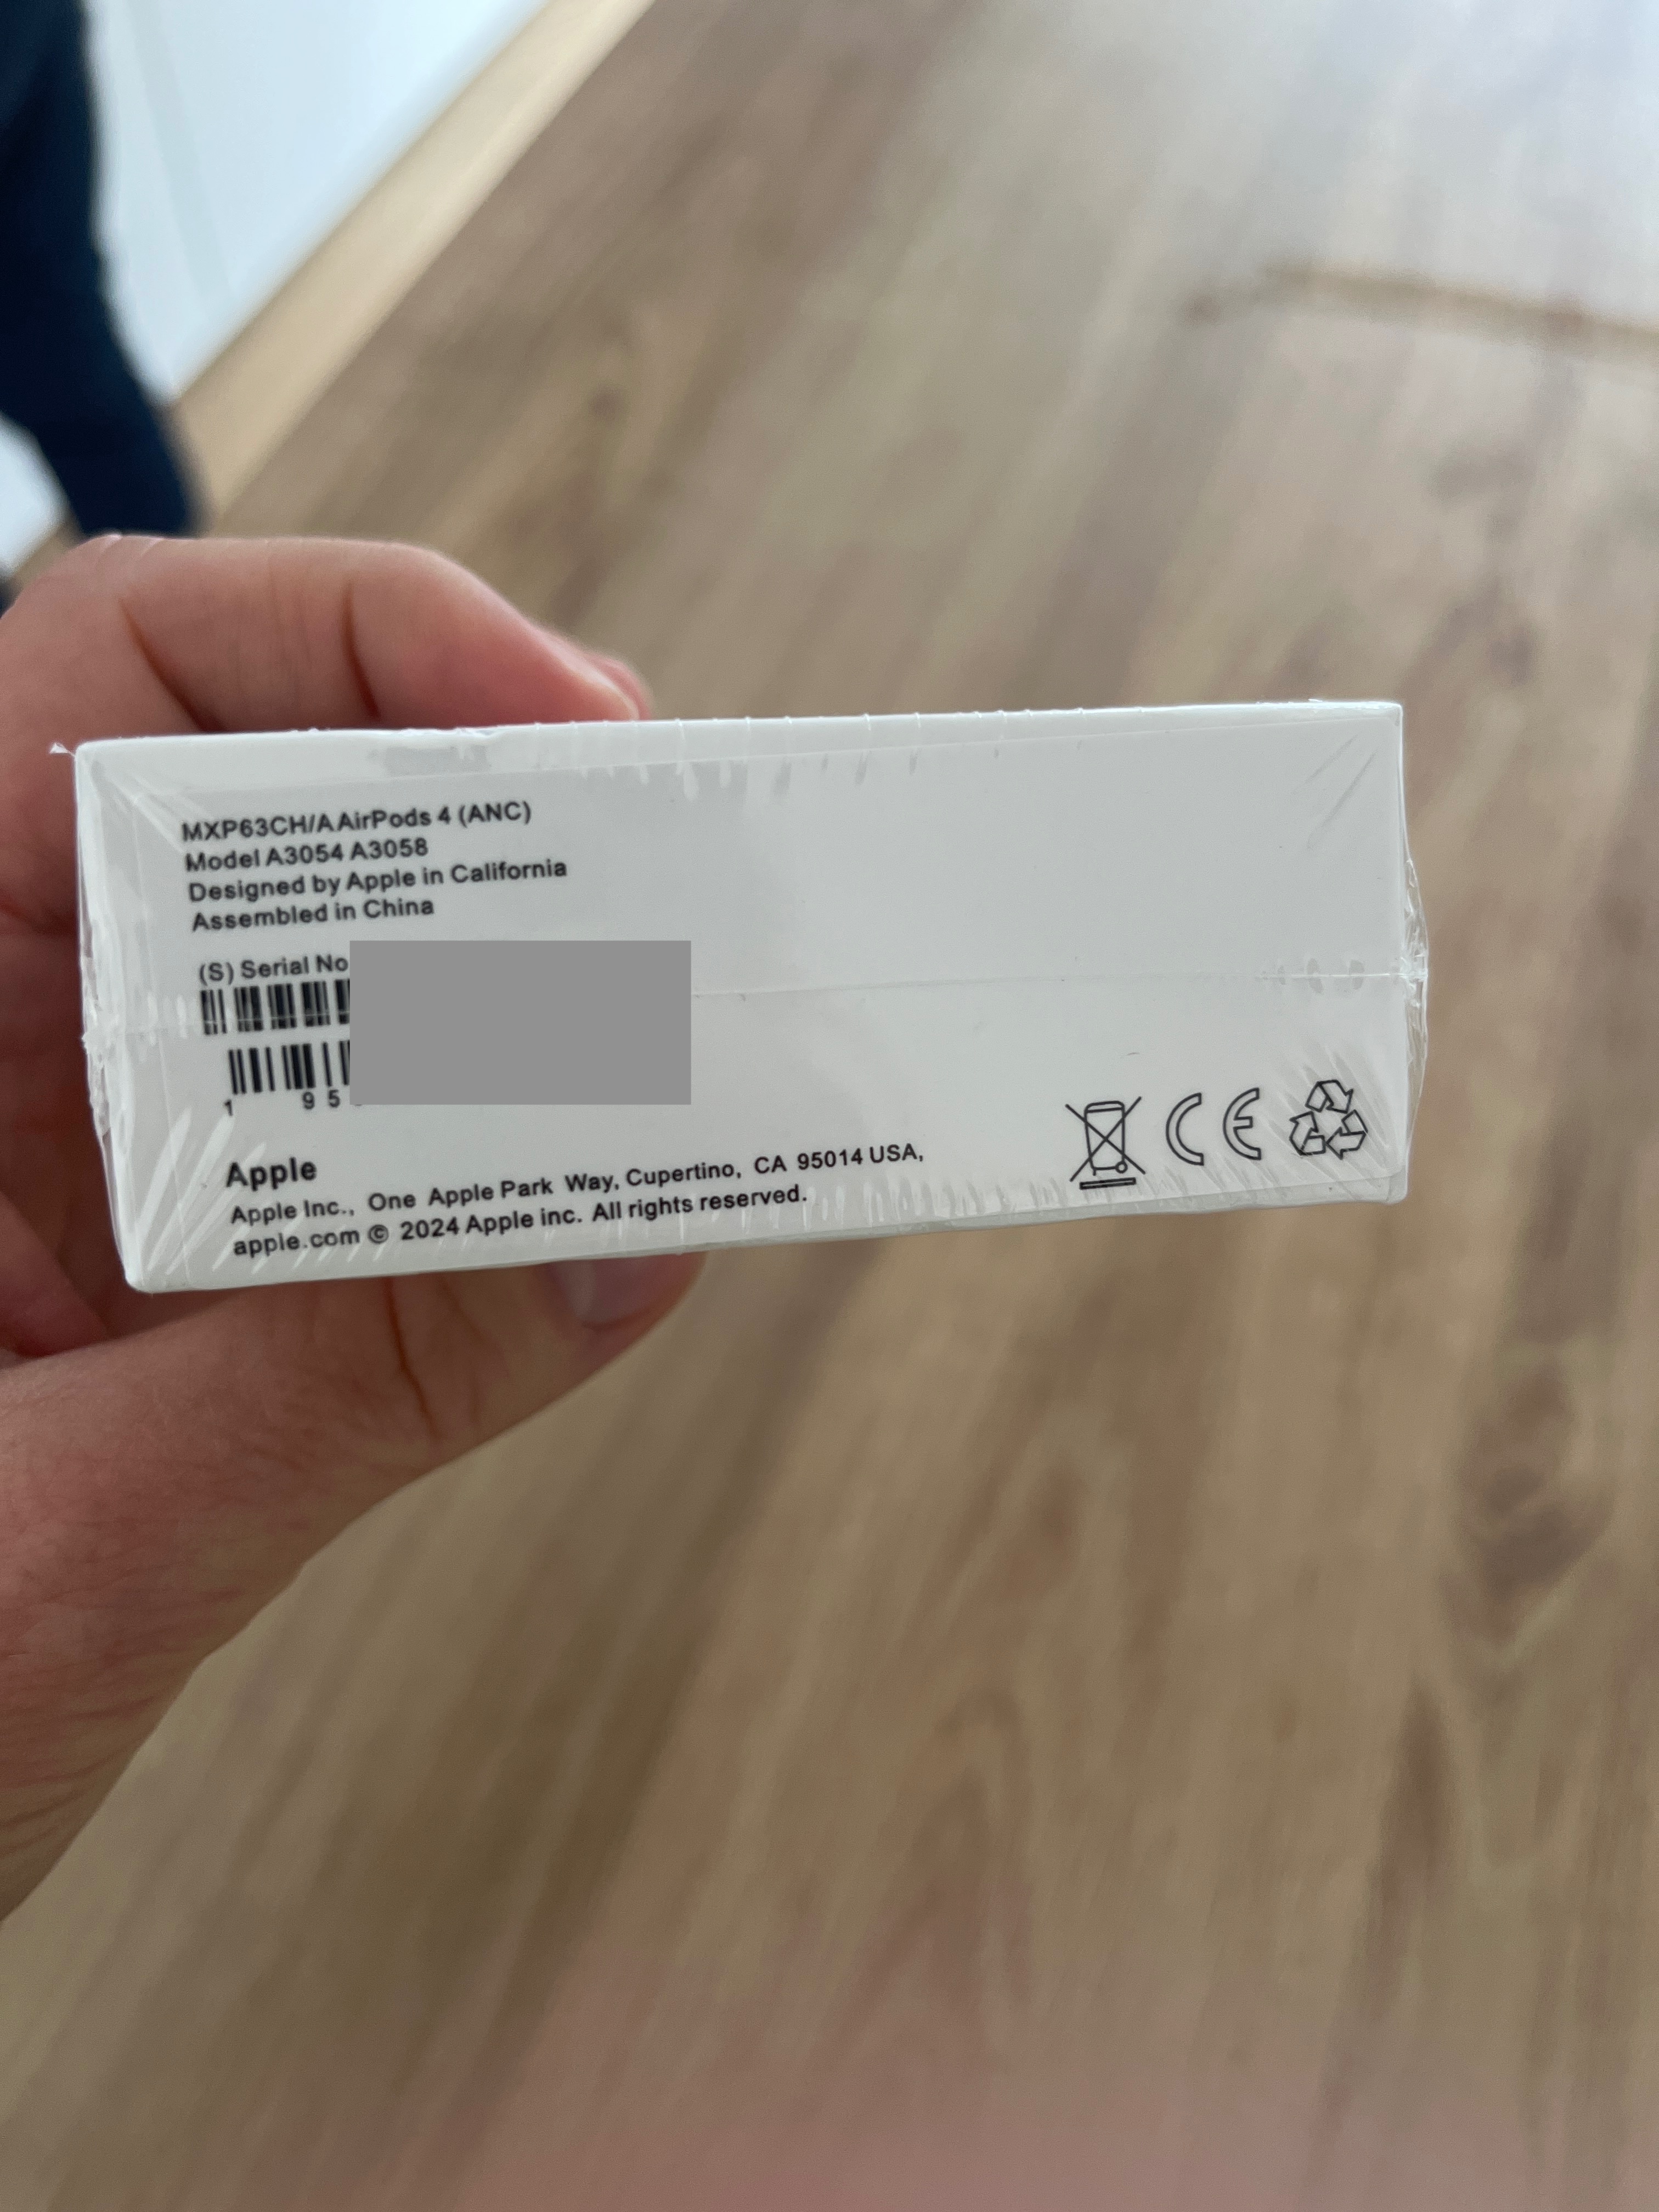 MXP63CH/A AirPods 4 (ANC)
Model A3054 A3058
Designed by Apple in California
Assembled in China
(S) Serial No
1 95
Apple
Apple Inc., One Apple Park Way, Cupertino, CA 95014 USA,
apple.com © 2024 Apple inc. All rights reserved.
CE